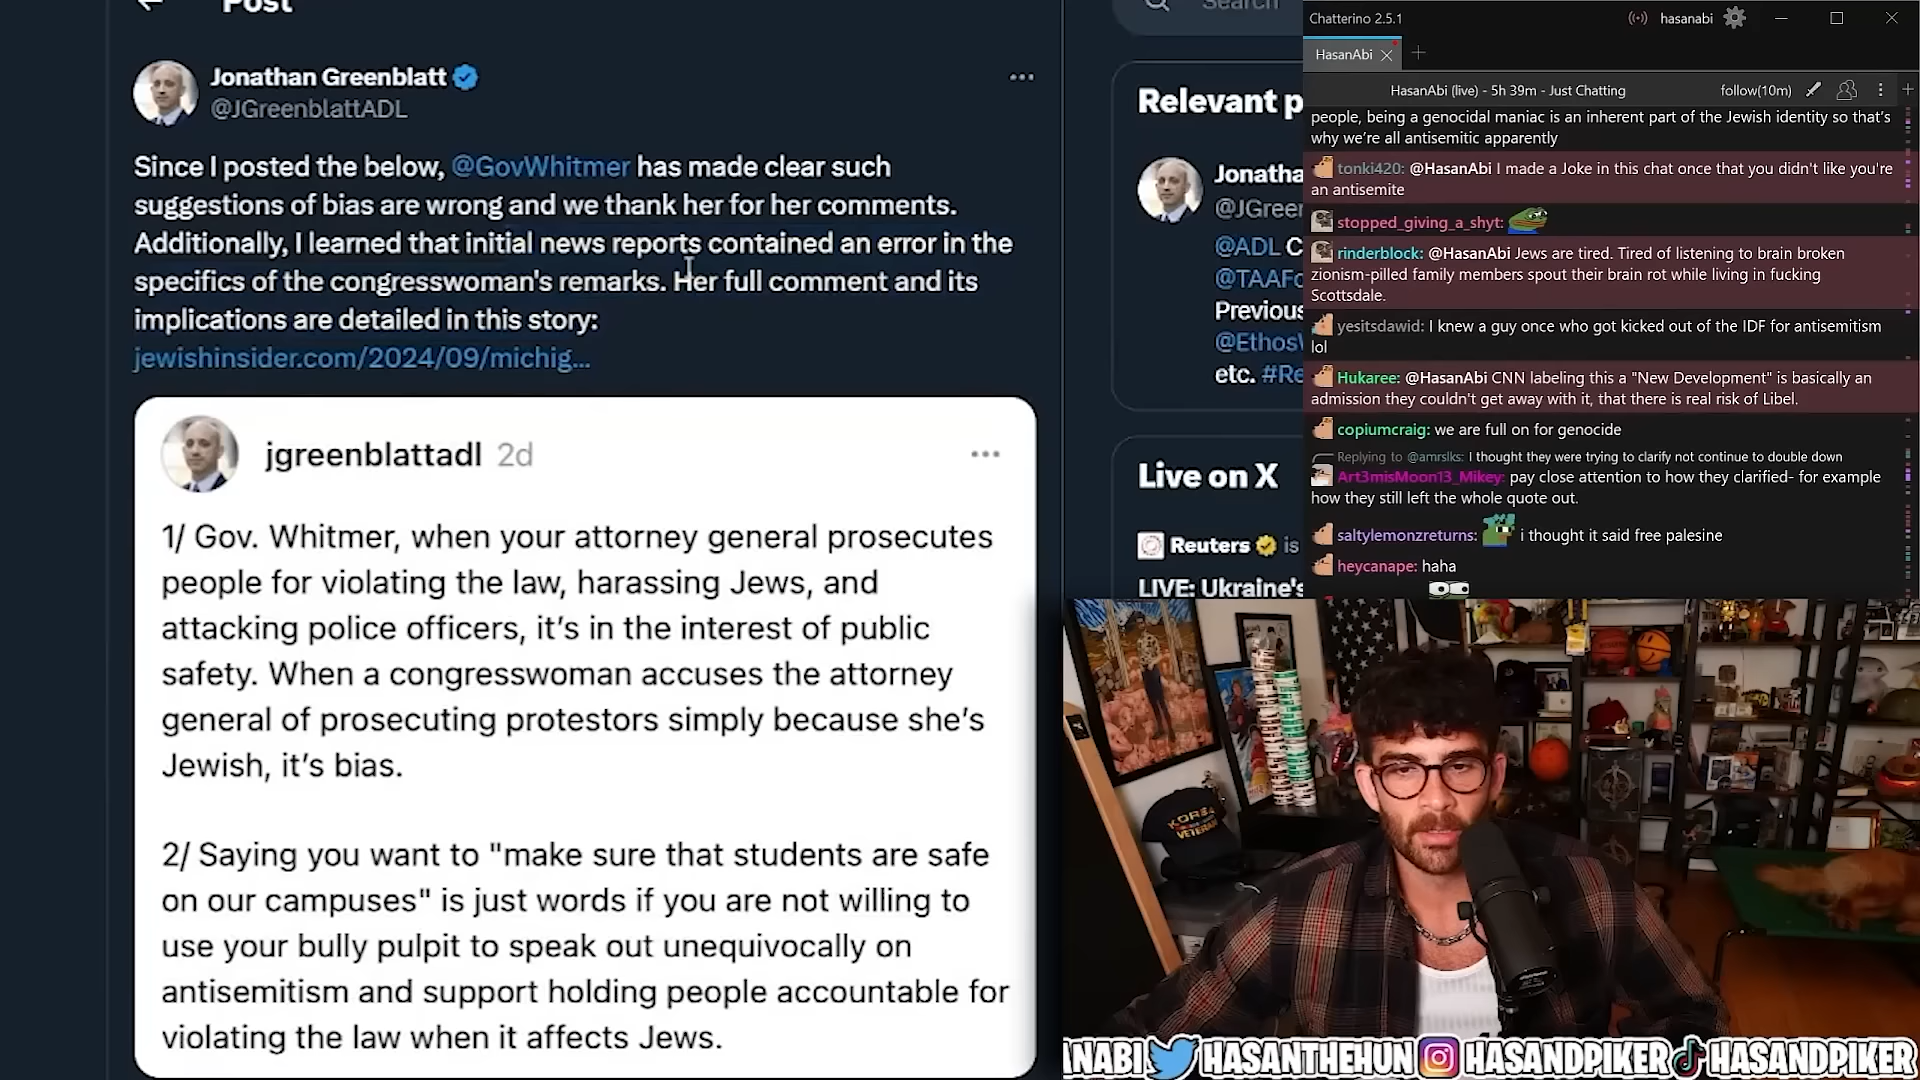 Post
Jonathan Greenblatt
@JGreenblattADL
Since I posted the below, @GovWhitmer has made clear such
suggestions of bias are wrong and we thank her for her comments.
Additionally, I learned that initial news reports contained an error in the
specifics of the congresswoman's remarks. Her full comment and its
implications are detailed in this story:
jewishinsider.com/2024/09/michig...
jgreenblattadl 2d
1/ Gov. Whitmer, when your attorney general prosecutes
people for violating the law, harassing Jews, and
attacking police officers, it's in the interest of public
safety. When a congresswoman accuses the attorney
general of prosecuting protestors simply because she's
Jewish, it's bias.
2/ Saying you want to "make sure that students are safe
on our campuses" is just words if you are not willing to
use your bully pulpit to speak out unequivocally on
antisemitism and support holding people accountable for
violating the law when it affects Jews.
Search
Relevant p
Jonatha
@JGree
@ADL C
@TAAFo
Previous
@EthosV
etc. #Re
Live on X
Reuters is
LIVE: Ukraine's
Chatterino 2.5.1
hasanabi
HasanAbi
HasanAbi (live) - 5h 39m - Just Chatting
follow(10m)
people, being a genocidal maniac is an inherent part of the Jewish identity so that's
why we're all antisemitic apparently
tonki420: @HasanAbi I made a Joke in this chat once that you didn't like you're
an antisemite
stopped_giving_a_shyt:
rinderblock: @HasanAbi Jews are tired. Tired of listening to brain broken
zionism-pilled family members spout their brain rot while living in fucking
Scottsdale.
yesitsdawid: I knew a guy once who got kicked out of the IDF for antisemitism
lol
Hukaree: @HasanAbi CNN labeling this a "New Development" is basically an
admission they couldn't get away with it, that there is real risk of Libel.
copiumcraig: we are full on for genocide
Replying to @amrslks: I thought they were trying to clarify not continue to double down
Art3misMoon13_Mikey: pay close attention to how they clarified- for example
how they still left the whole quote out.
saltylemonzreturns: i thought it said free palesine
heycanape: haha
KOREA
VETERAN
ANABI HASANTHEHUN HASANDPIKER HASANDPIKER